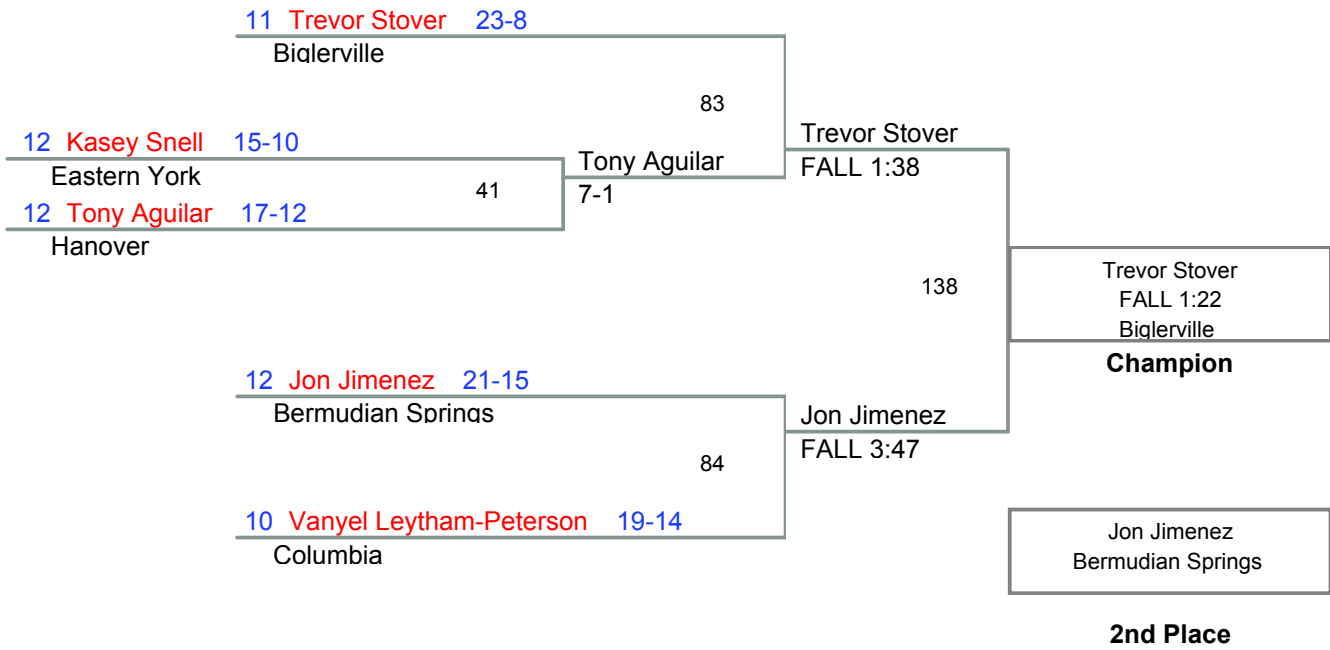 11 Trevor Stover 23-8
Biglerville
83
12 Kasey Snell 15-10
Eastern York
41
12 Tony Aguilar 17-12
Hanover
Tony Aguilar
7-1
Trevor Stover
FALL 1:38
138
Trevor Stover
FALL 1:22
Biglerville
Champion
12 Jon Jimenez 21-15
Bermudian Springs
84
Jon Jimenez
FALL 3:47
10 Vanyel Leytham-Peterson 19-14
Columbia
Jon Jimenez
Bermudian Springs
2nd Place